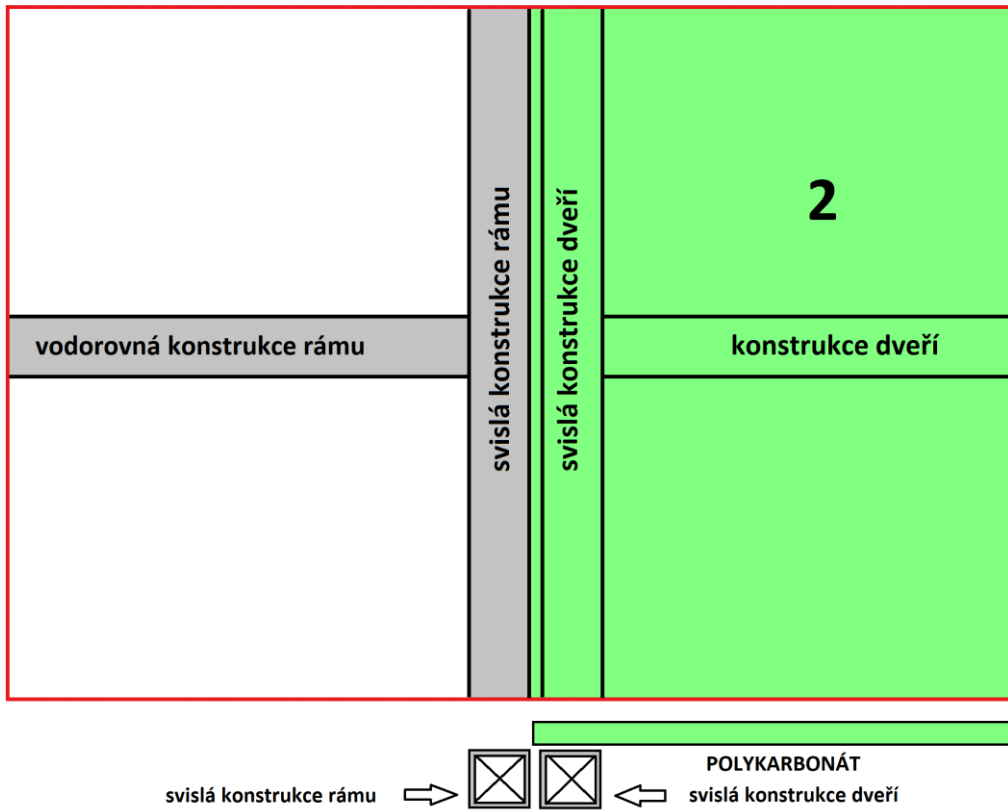 2
svislá konstrukce rámu
svislá konstrukce dveří
vodorovná konstrukce rámu
konstrukce dveří
POLYKARBONÁT
svislá konstrukce rámu
svislá konstrukce dveří